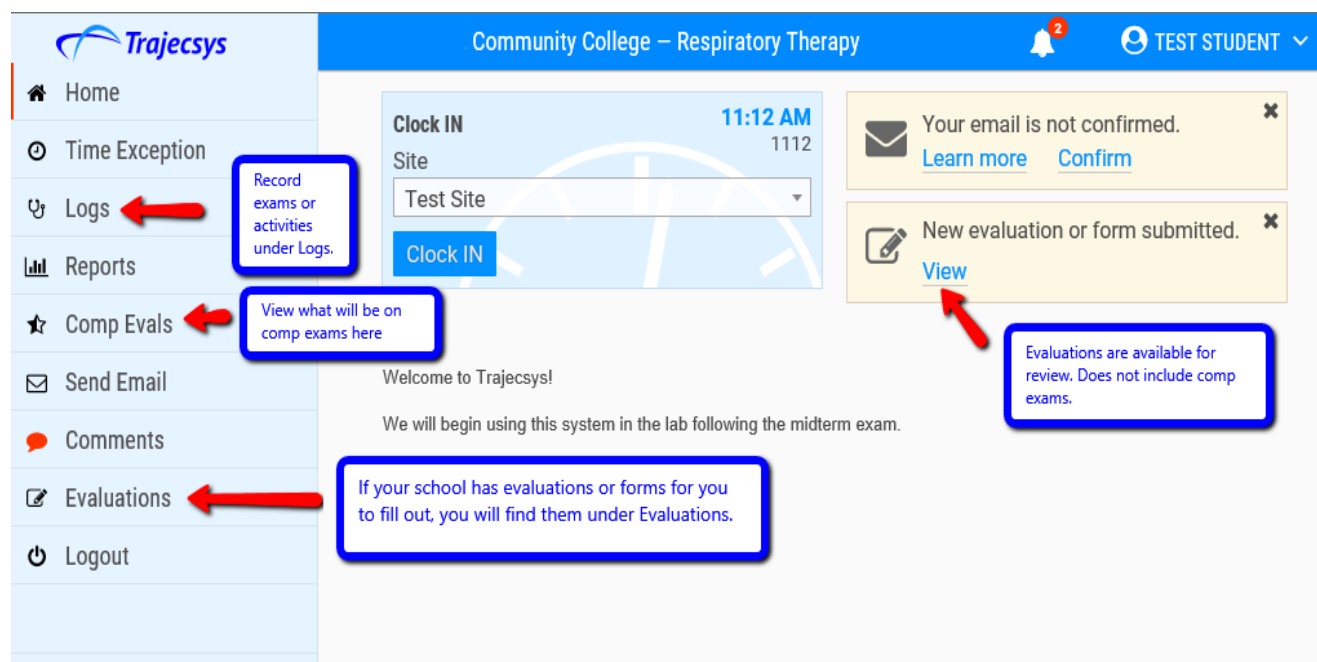 Trajecsys
. Community College – Respiratory Therapy
2
TEST STUDENT
Home
Time Exception
Logs
Reports
Comp Evals
Send Email
Comments
Evaluations
Logout
Record
exams or
activities
under Logs.
View what will be on
comp exams here
Clock IN
11:12 AM
1112
Site
Test Site
Clock IN
Your email is not confirmed.
Learn more Confirm
New evaluation or form submitted.
View
Evaluations are available for
review. Does not include comp
exams.
Welcome to Trajecsys!
We will begin using this system in the lab following the midterm exam.
If your school has evaluations or forms for you
to fill out, you will find them under Evaluations.